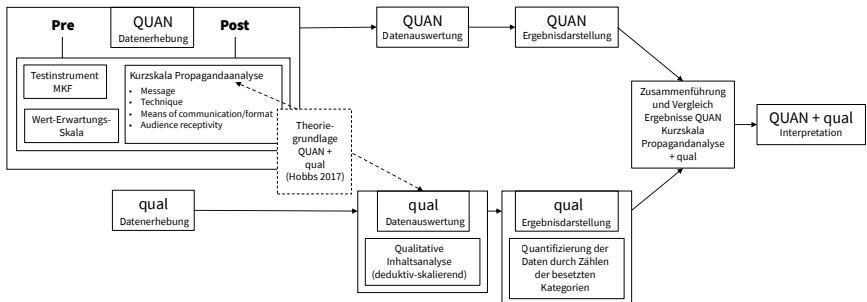 Pre
QUAN
Datenerhebung
Post
Testinstrument
MKF
Wert-Erwartungs-
Skala
Kurzskala Propagandaanalyse
• Message
• Technique
• Means of communication/format
• Audience receptivity
QUAN
Datenauswertung
QUAN
Ergebnisdarstellung
Theorie-
grundlage
QUAN +
qual
(Hobbs 2017)
Zusammenführung
und Vergleich
Ergebnisse QUAN
Kurzskala
Propagandanalyse
+ qual
QUAN + qual
Interpretation
qual
Datenerhebung
qual
Datenauswertung
Qualitative
Inhaltsanalyse
(deduktiv-skalierend)
qual
Ergebnisdarstellung
Quantifizierung der
Daten durch Zählen
der besetzten
Kategorien